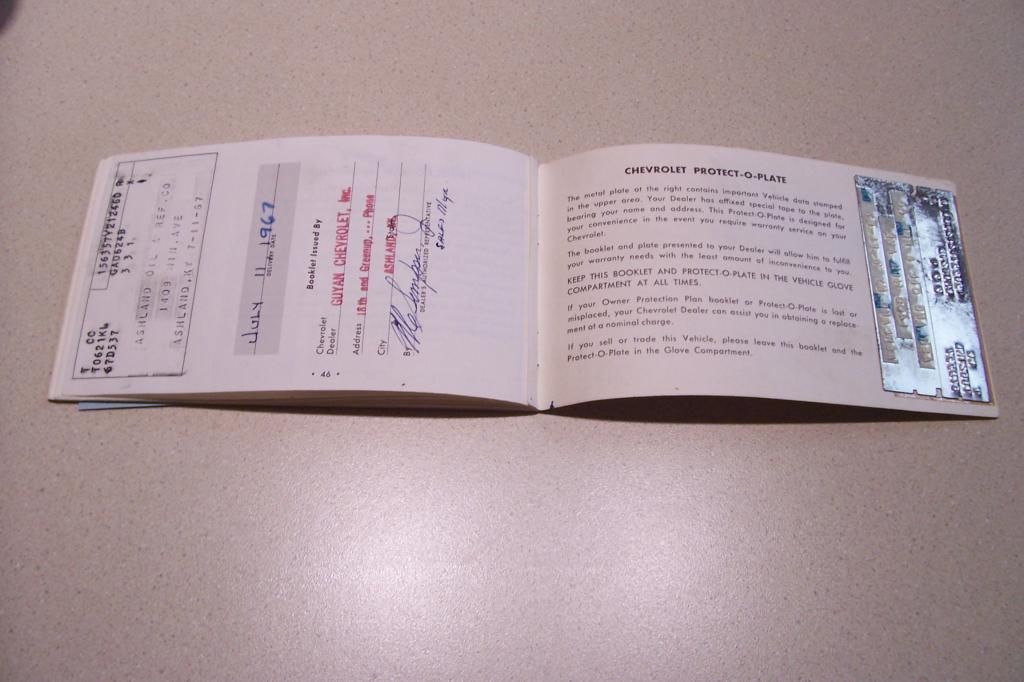 T CO 156357Y212460 R
T0621KL GAU624B *
67D537 3, 3, 1, *
ASHLAND OIL & REF. CO.
1409 WIN. AVE
ASHLAND, KY 7-11-67
JULY 11 1967
DELIVERY DATE
Booklet Issued By
Chevrolet Dealer GUYAN CHEVROLET, Inc.
Address 18th and Greenup, ... Phone
City ASHLAND,
By
DEALER'S AUTHORIZED REPRESENTATIVE
Sales Mgr
• 46 •
CHEVROLET PROTECT-O-PLATE
The metal plate at the right contains important Vehicle data stamped
in the upper area. Your Dealer has affixed special tape to the plate,
bearing your name and address. This Protect-O-Plate is designed for
your convenience in the event you require warranty service on your
Chevrolet.
The booklet and plate presented to your Dealer will allow him to fulfill
your warranty needs with the least amount of inconvenience to you.
KEEP THIS BOOKLET AND PROTECT-O-PLATE IN THE VEHICLE GLOVE
COMPARTMENT AT ALL TIMES.
If your Owner Protection Plan booklet or Protect-O-Plate is lost or
misplaced, your Chevrolet Dealer can assist you in obtaining a replace-
ment at a nominal charge.
If you sell or trade this Vehicle, please leave this booklet and the
Protect-O-Plate in the Glove Compartment.